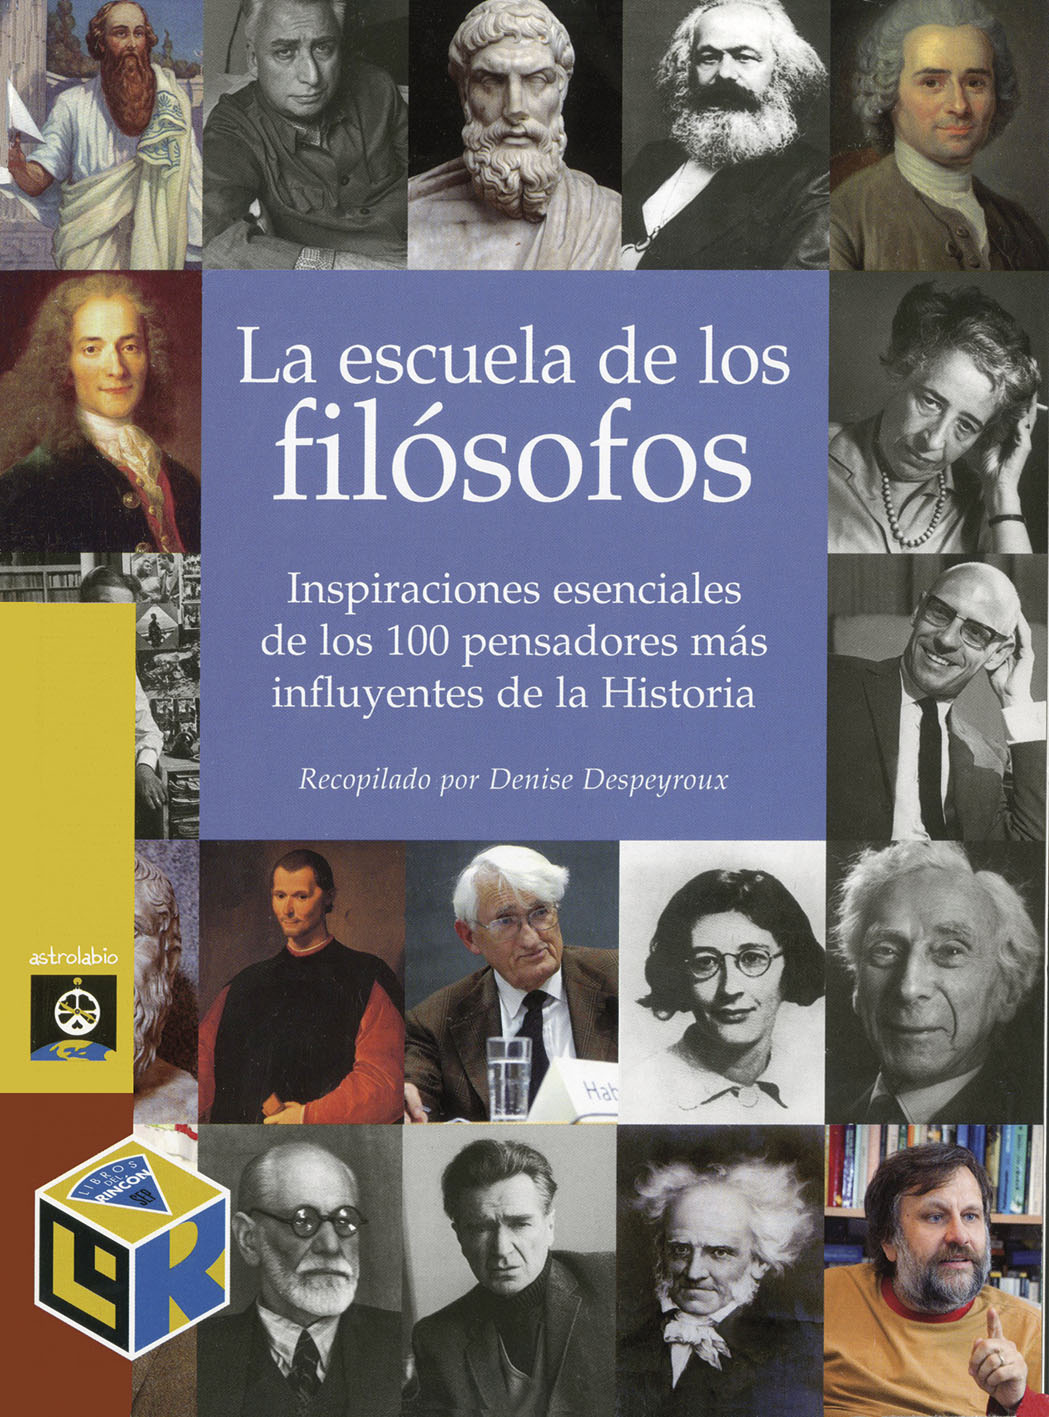 La escuela de los
filósofos
Inspiraciones esenciales
de los 100 pensadores más
influyentes de la Historia
Recopilado por Denise Despeyroux
astrolabio
LIBROS
DEL
RINCÓN
SEP
LR
Hab